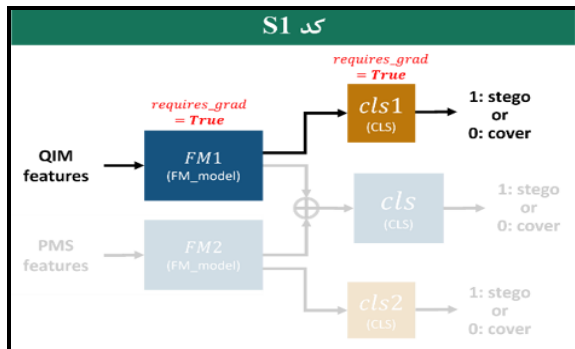 کد S1
requires_grad
= True
requires_grad
= True
QIM
features
FM1
(FM_model)
cls1
(CLS)
1: stego
or
0: cover
PMS
features
FM2
(FM_model)
cls
(CLS)
1: stego
or
0: cover
cls2
(CLS)
1: stego
or
0: cover